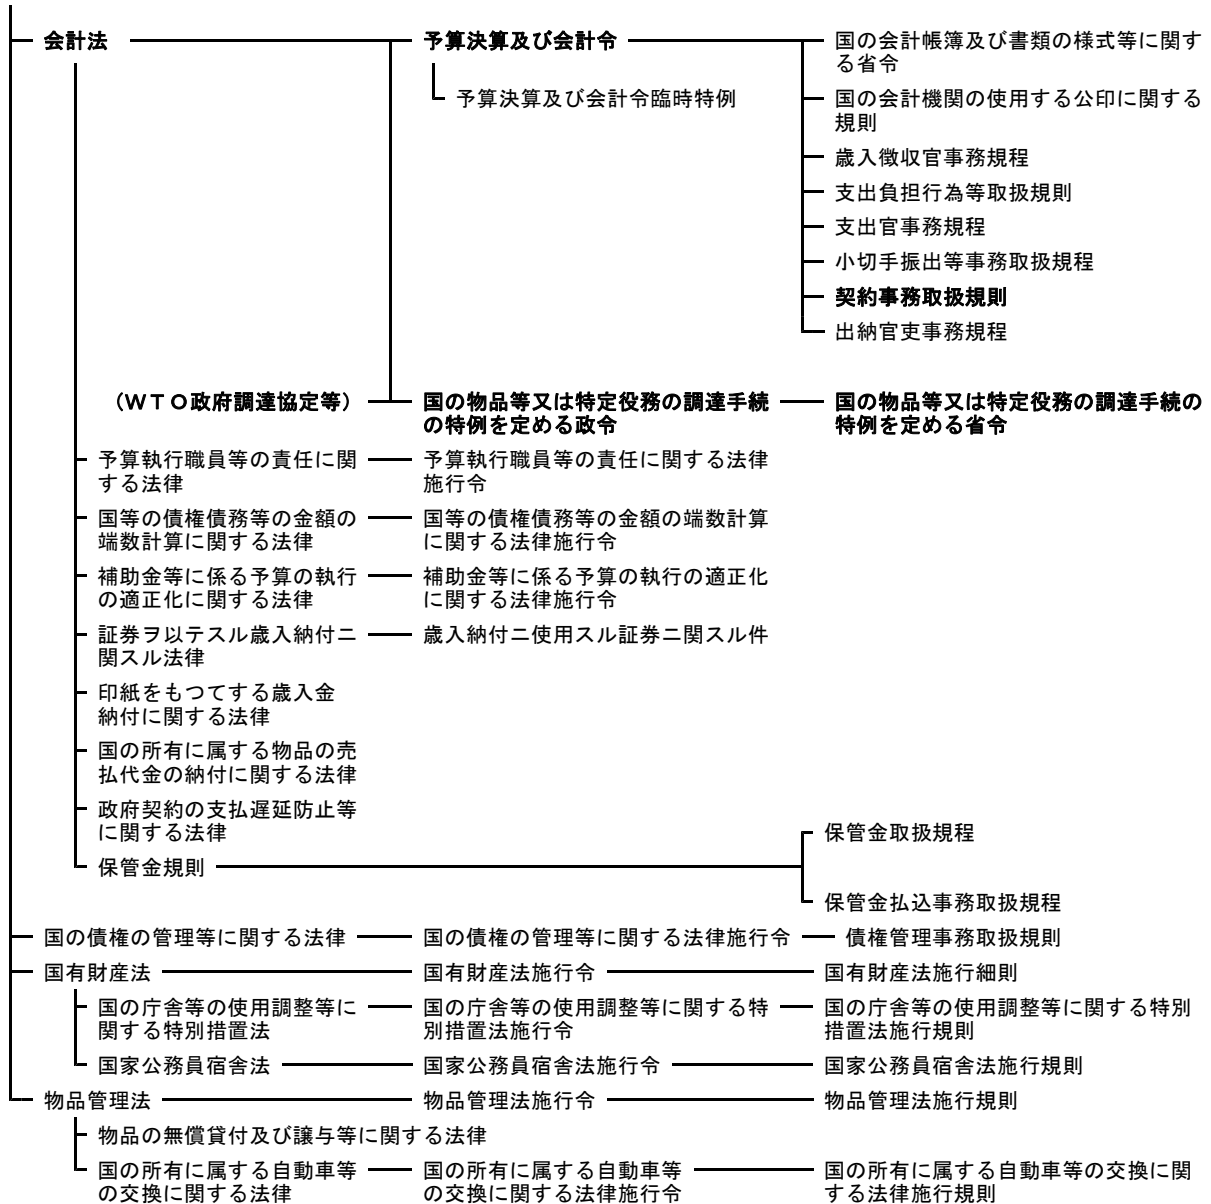 会計法
予算決算及び会計令
国の会計帳簿及び書類の様式等に関す
る省令
予算決算及び会計令臨時特例
国の会計機関の使用する公印に関する
規則
歳入徴収官事務規程
支出負担行為等取扱規則
支出官事務規程
小切手振出等事務取扱規程
契約事務取扱規則
出納官吏事務規程
（ＷＴＯ政府調達協定等）
国の物品等又は特定役務の調達手続
の特例を定める政令
国の物品等又は特定役務の調達手続の
特例を定める省令
予算執行職員等の責任に関
する法律
予算執行職員等の責任に関する法律
施行令
国等の債権債務等の金額の
端数計算に関する法律
国等の債権債務等の金額の端数計算
に関する法律施行令
補助金等に係る予算の執行
の適正化に関する法律
補助金等に係る予算の執行の適正化
に関する法律施行令
証券ヲ以テスル歳入納付ニ
関スル法律
歳入納付ニ使用スル証券ニ関スル件
印紙をもつてする歳入金
納付に関する法律
国の所有に属する物品の売
払代金の納付に関する法律
政府契約の支払遅延防止等
に関する法律
保管金規則
保管金取扱規程
保管金払込事務取扱規程
国の債権の管理等に関する法律
国の債権の管理等に関する法律施行令
債権管理事務取扱規則
国有財産法
国有財産法施行令
国有財産法施行細則
国の庁舎等の使用調整等に
関する特別措置法
国の庁舎等の使用調整等に関する特
別措置法施行令
国の庁舎等の使用調整等に関する特別
措置法施行規則
国家公務員宿舎法
国家公務員宿舎法施行令
国家公務員宿舎法施行規則
物品管理法
物品管理法施行令
物品管理法施行規則
物品の無償貸付及び譲与等に関する法律
国の所有に属する自動車等
の交換に関する法律
国の所有に属する自動車等
の交換に関する法律施行令
国の所有に属する自動車等の交換に関
する法律施行規則